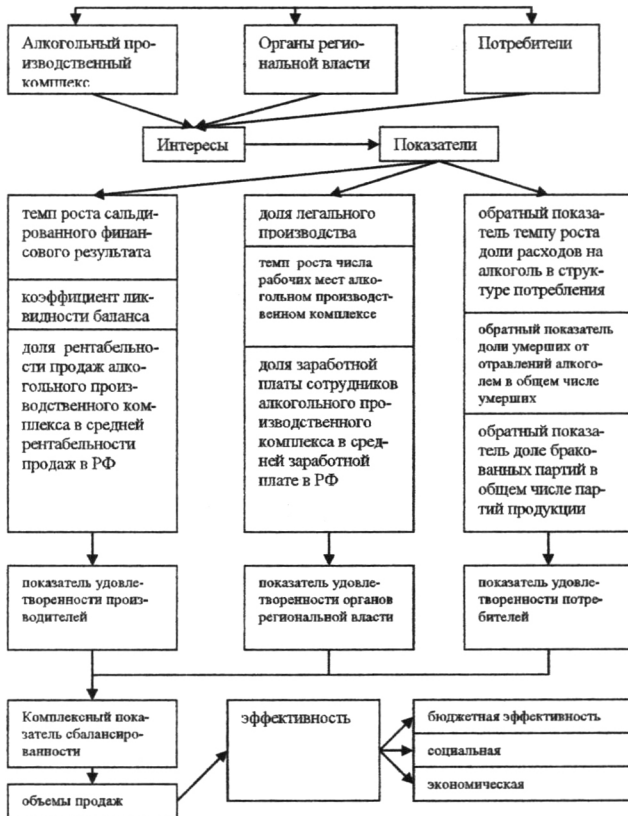 Алкогольный про-
изводственный
комплекс
Органы регио-
нальной власти
Потребители
Интересы
Показатели
темп роста сальди-
рованного финан-
сового результата
коэффициент лик-
видности баланса
доля рентабельно-
сти продаж алко-
гольного произ-
водственного ком-
плекса в средней
рентабельности
продаж в РФ
доля легального
производства
темп роста числа
рабочих мест алко-
гольном производст-
венном комплексе
доля заработной
платы сотрудников
алкогольного про-
изводственного
комплекса в сред-
ней заработной
плате в РФ
обратный показа-
тель темпу роста
доли расходов на
алкоголь в струк-
туре потребления
обратный показатель
доли умерших от
отравлений алкого-
лем в общем числе
умерших
обратный показа-
тель доле брако-
ванных партий в
общем числе пар-
тий продукции
показатель удовле-
творенности произ-
водителей
показатель удовле-
творенности органов
региональной власти
показатель удовле-
творенности потре-
бителей
Комплексный пока-
затель сбалансиро-
ванности
объемы продаж
эффективность
бюджетная эффективность
социальная
экономическая